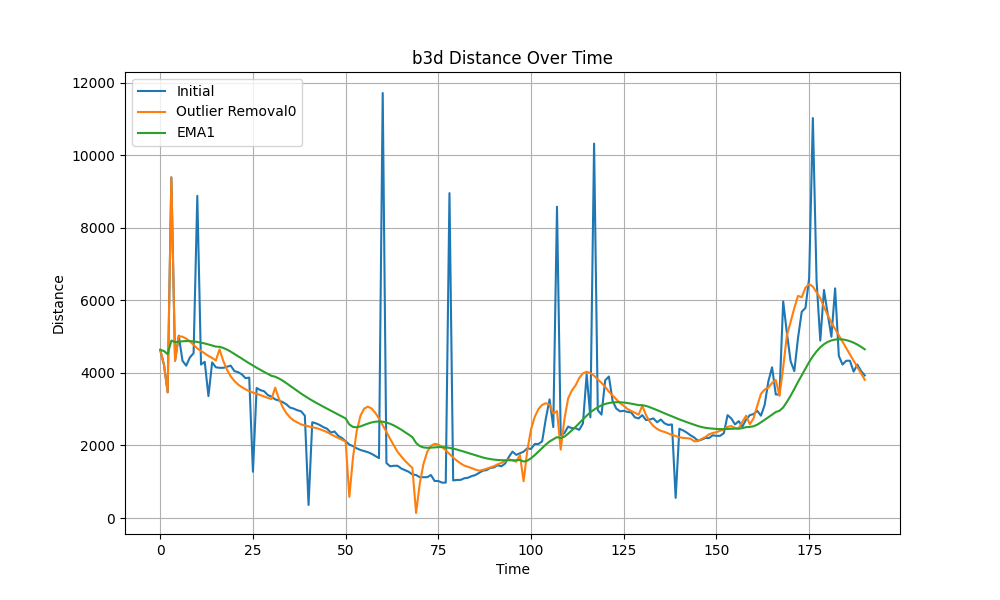 b3d Distance Over Time
Initial
Outlier Removal0
EMA1
12000
10000
8000
6000
4000
2000
0
Distance
0 25 50 75 100 125 150 175
Time